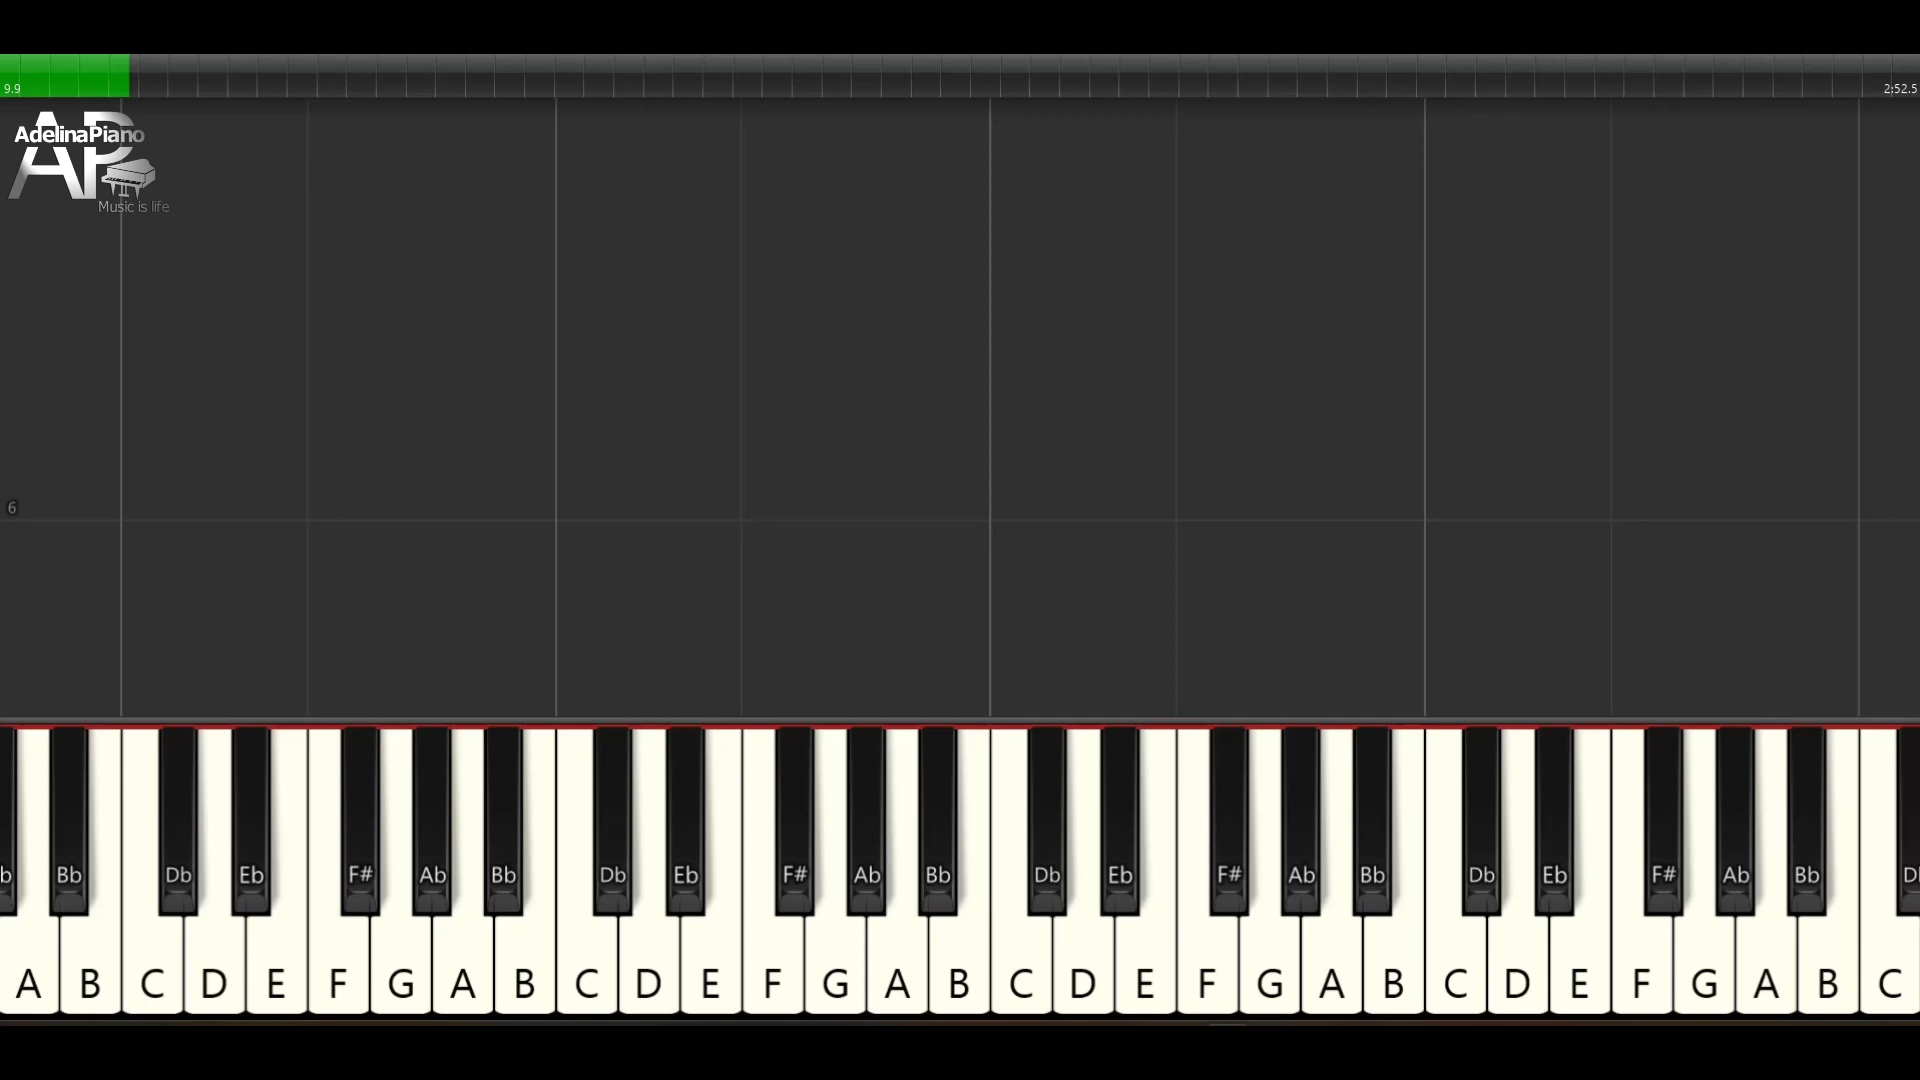 9.9
2:52.5
AP
AdelinaPiano
Music is life
6
b Bb Db Eb F# Ab Bb Db Eb F# Ab Bb Db Eb F# Ab Bb Db Eb F# Ab Bb D
A B C D E F G A B C D E F G A B C D E F G A B C D E F G A B C